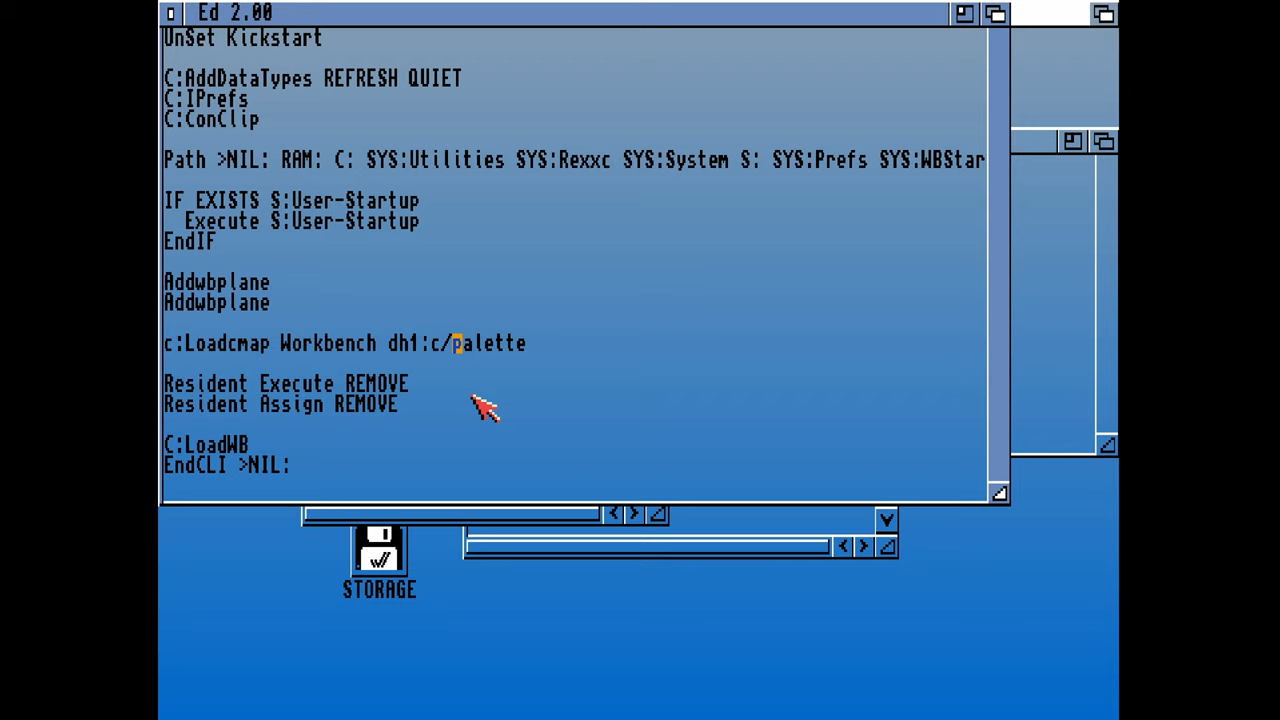 Ed 2.00
UnSet Kickstart
C:AddDataTypes REFRESH QUIET
C:IPrefs
C:ConClip
Path >NIL: RAM: C: SYS:Utilities SYS:Rexxc SYS:System S: SYS:Prefs SYS:WBStar
IF EXISTS S:User-Startup
  Execute S:User-Startup
EndIF
Addwbplane
Addwbplane
c:Loadcmap Workbench dh1:c/palette
Resident Execute REMOVE
Resident Assign REMOVE
C:LoadWB
EndCLI >NIL:
STORAGE